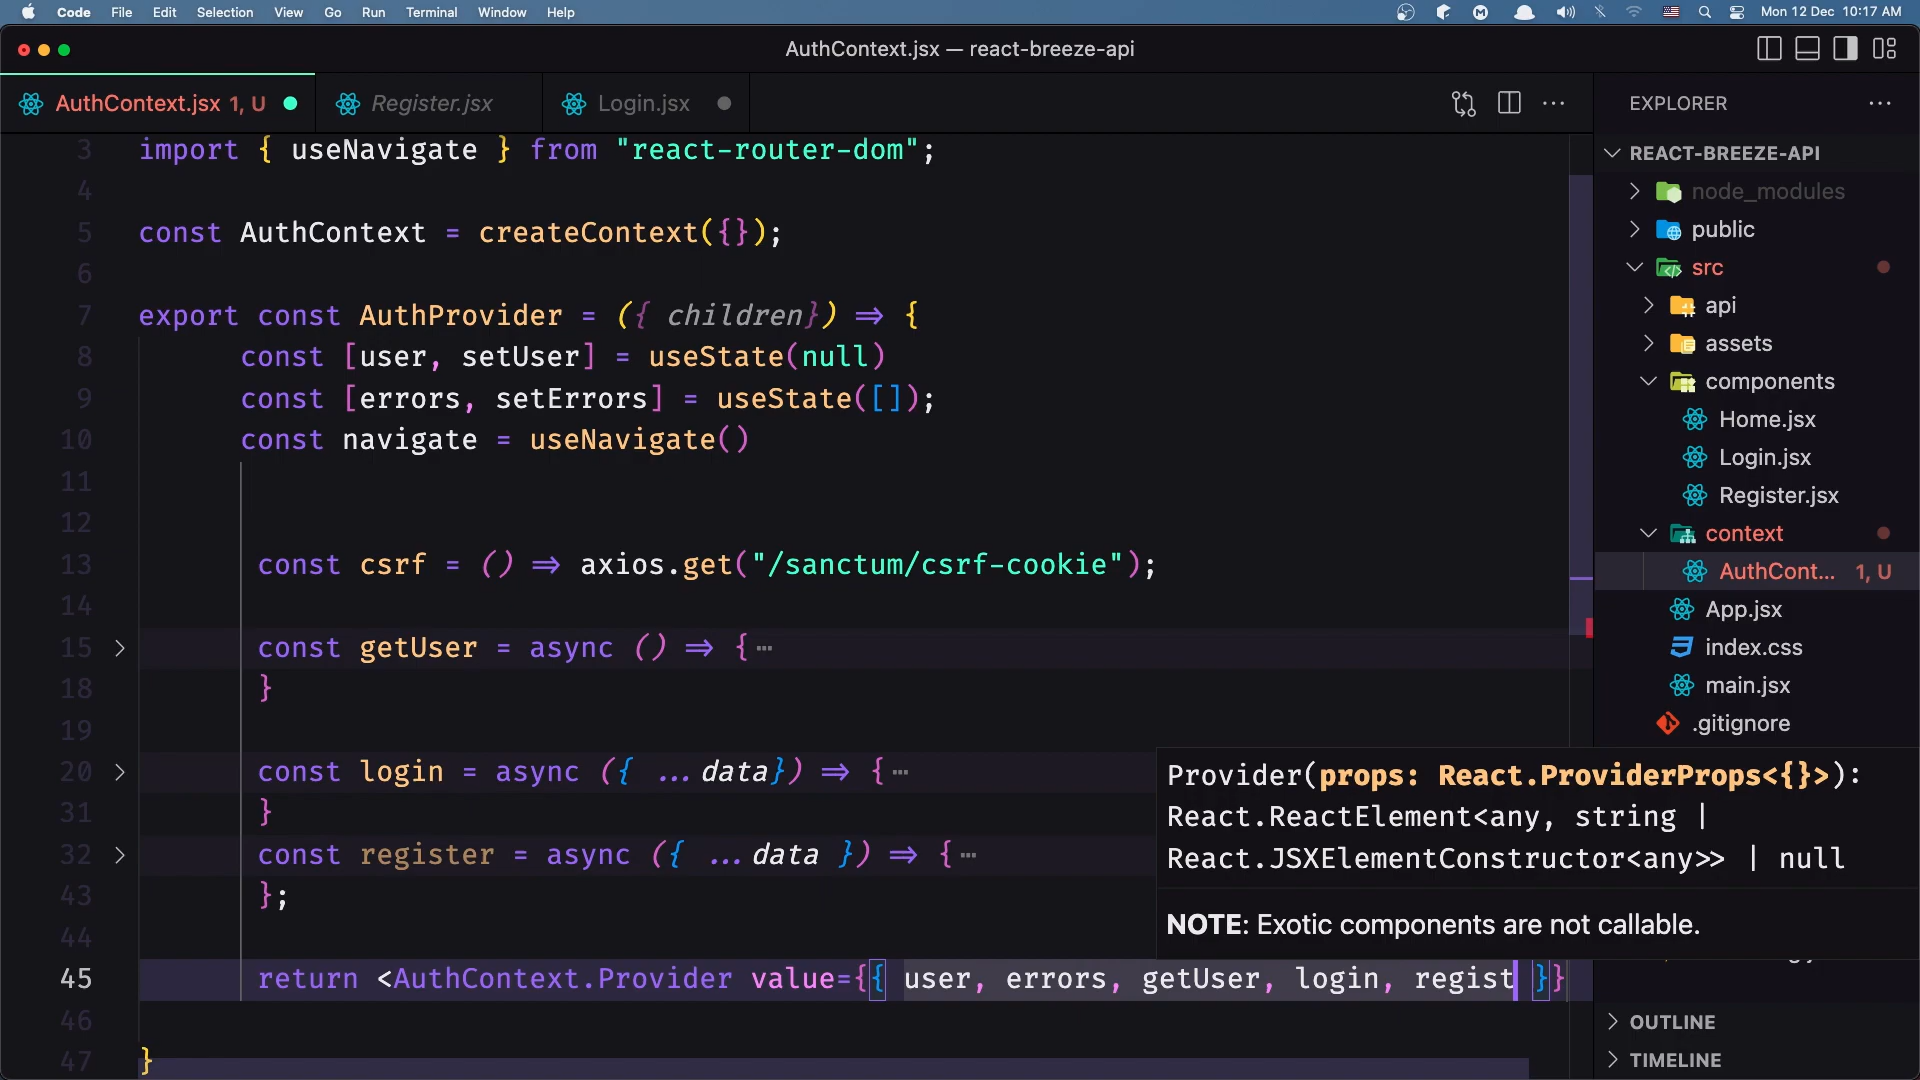 Code File Edit Selection View Go Run Terminal Window Help
Mon 12 Dec 10:17 AM
AuthContext.jsx — react-breeze-api
AuthContext.jsx 1, U
Register.jsx
Login.jsx
3 import { useNavigate } from "react-router-dom";
4
5 const AuthContext = createContext({});
6
7 export const AuthProvider = ({ children}) => {
8 const [user, setUser] = useState(null)
9 const [errors, setErrors] = useState([]);
10 const navigate = useNavigate()
11
12
13 const csrf = () => axios.get("/sanctum/csrf-cookie");
14
15 const getUser = async () => { ⋯
18 }
19
20 const login = async ({ ...data}) => { ⋯
31 }
32 const register = async ({ ...data }) => { ⋯
43 };
44
45 return <AuthContext.Provider value={{ user, errors, getUser, login, regist }}
46
47 }
Provider(props: React.ProviderProps<{}>):
React.ReactElement<any, string |
React.JSXElementConstructor<any>> | null
NOTE: Exotic components are not callable.
EXPLORER
REACT-BREEZE-API
node_modules
public
src
api
assets
components
Home.jsx
Login.jsx
Register.jsx
context
AuthCont... 1, U
App.jsx
index.css
main.jsx
.gitignore
OUTLINE
TIMELINE